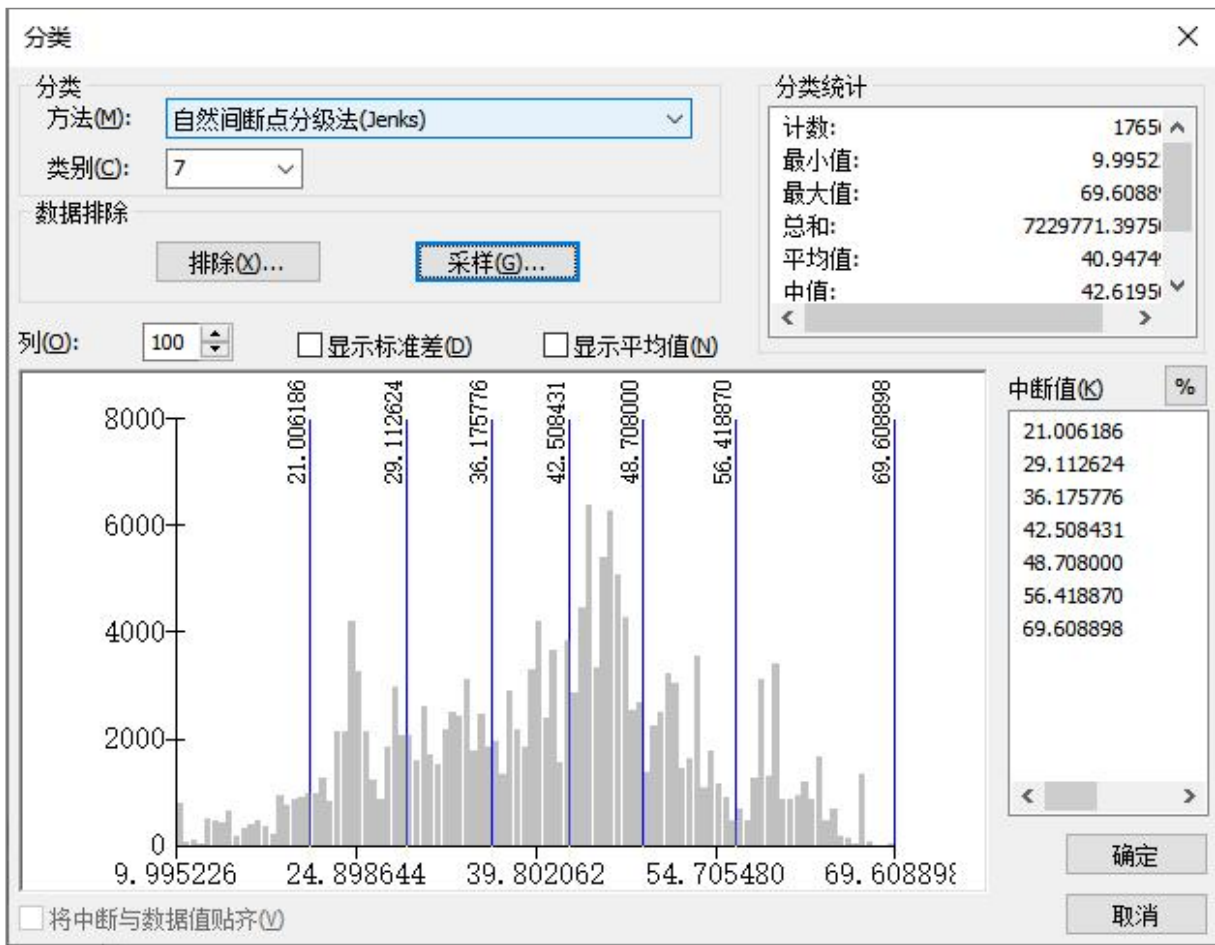 分类
分类
方法(M): 自然间断点分级法(Jenks)
类别(C): 7
数据排除
排除(X)... 采样(G)...
分类统计
计数: 1765
最小值: 9.9952
最大值: 69.6088
总和: 7229771.3975
平均值: 40.9474
中值: 42.6195
列(O): 100 显示标准差(D) 显示平均值(N)
中断值(K) %
21.006186
29.112624
36.175776
42.508431
48.708000
56.418870
69.608898
21.006186 29.112624 36.175776 42.508431 48.708000 56.418870 69.608898
8000
6000
4000
2000
0
9.995226 24.898644 39.802062 54.705480 69.608898
将中断与数据值贴齐(V)
确定
取消